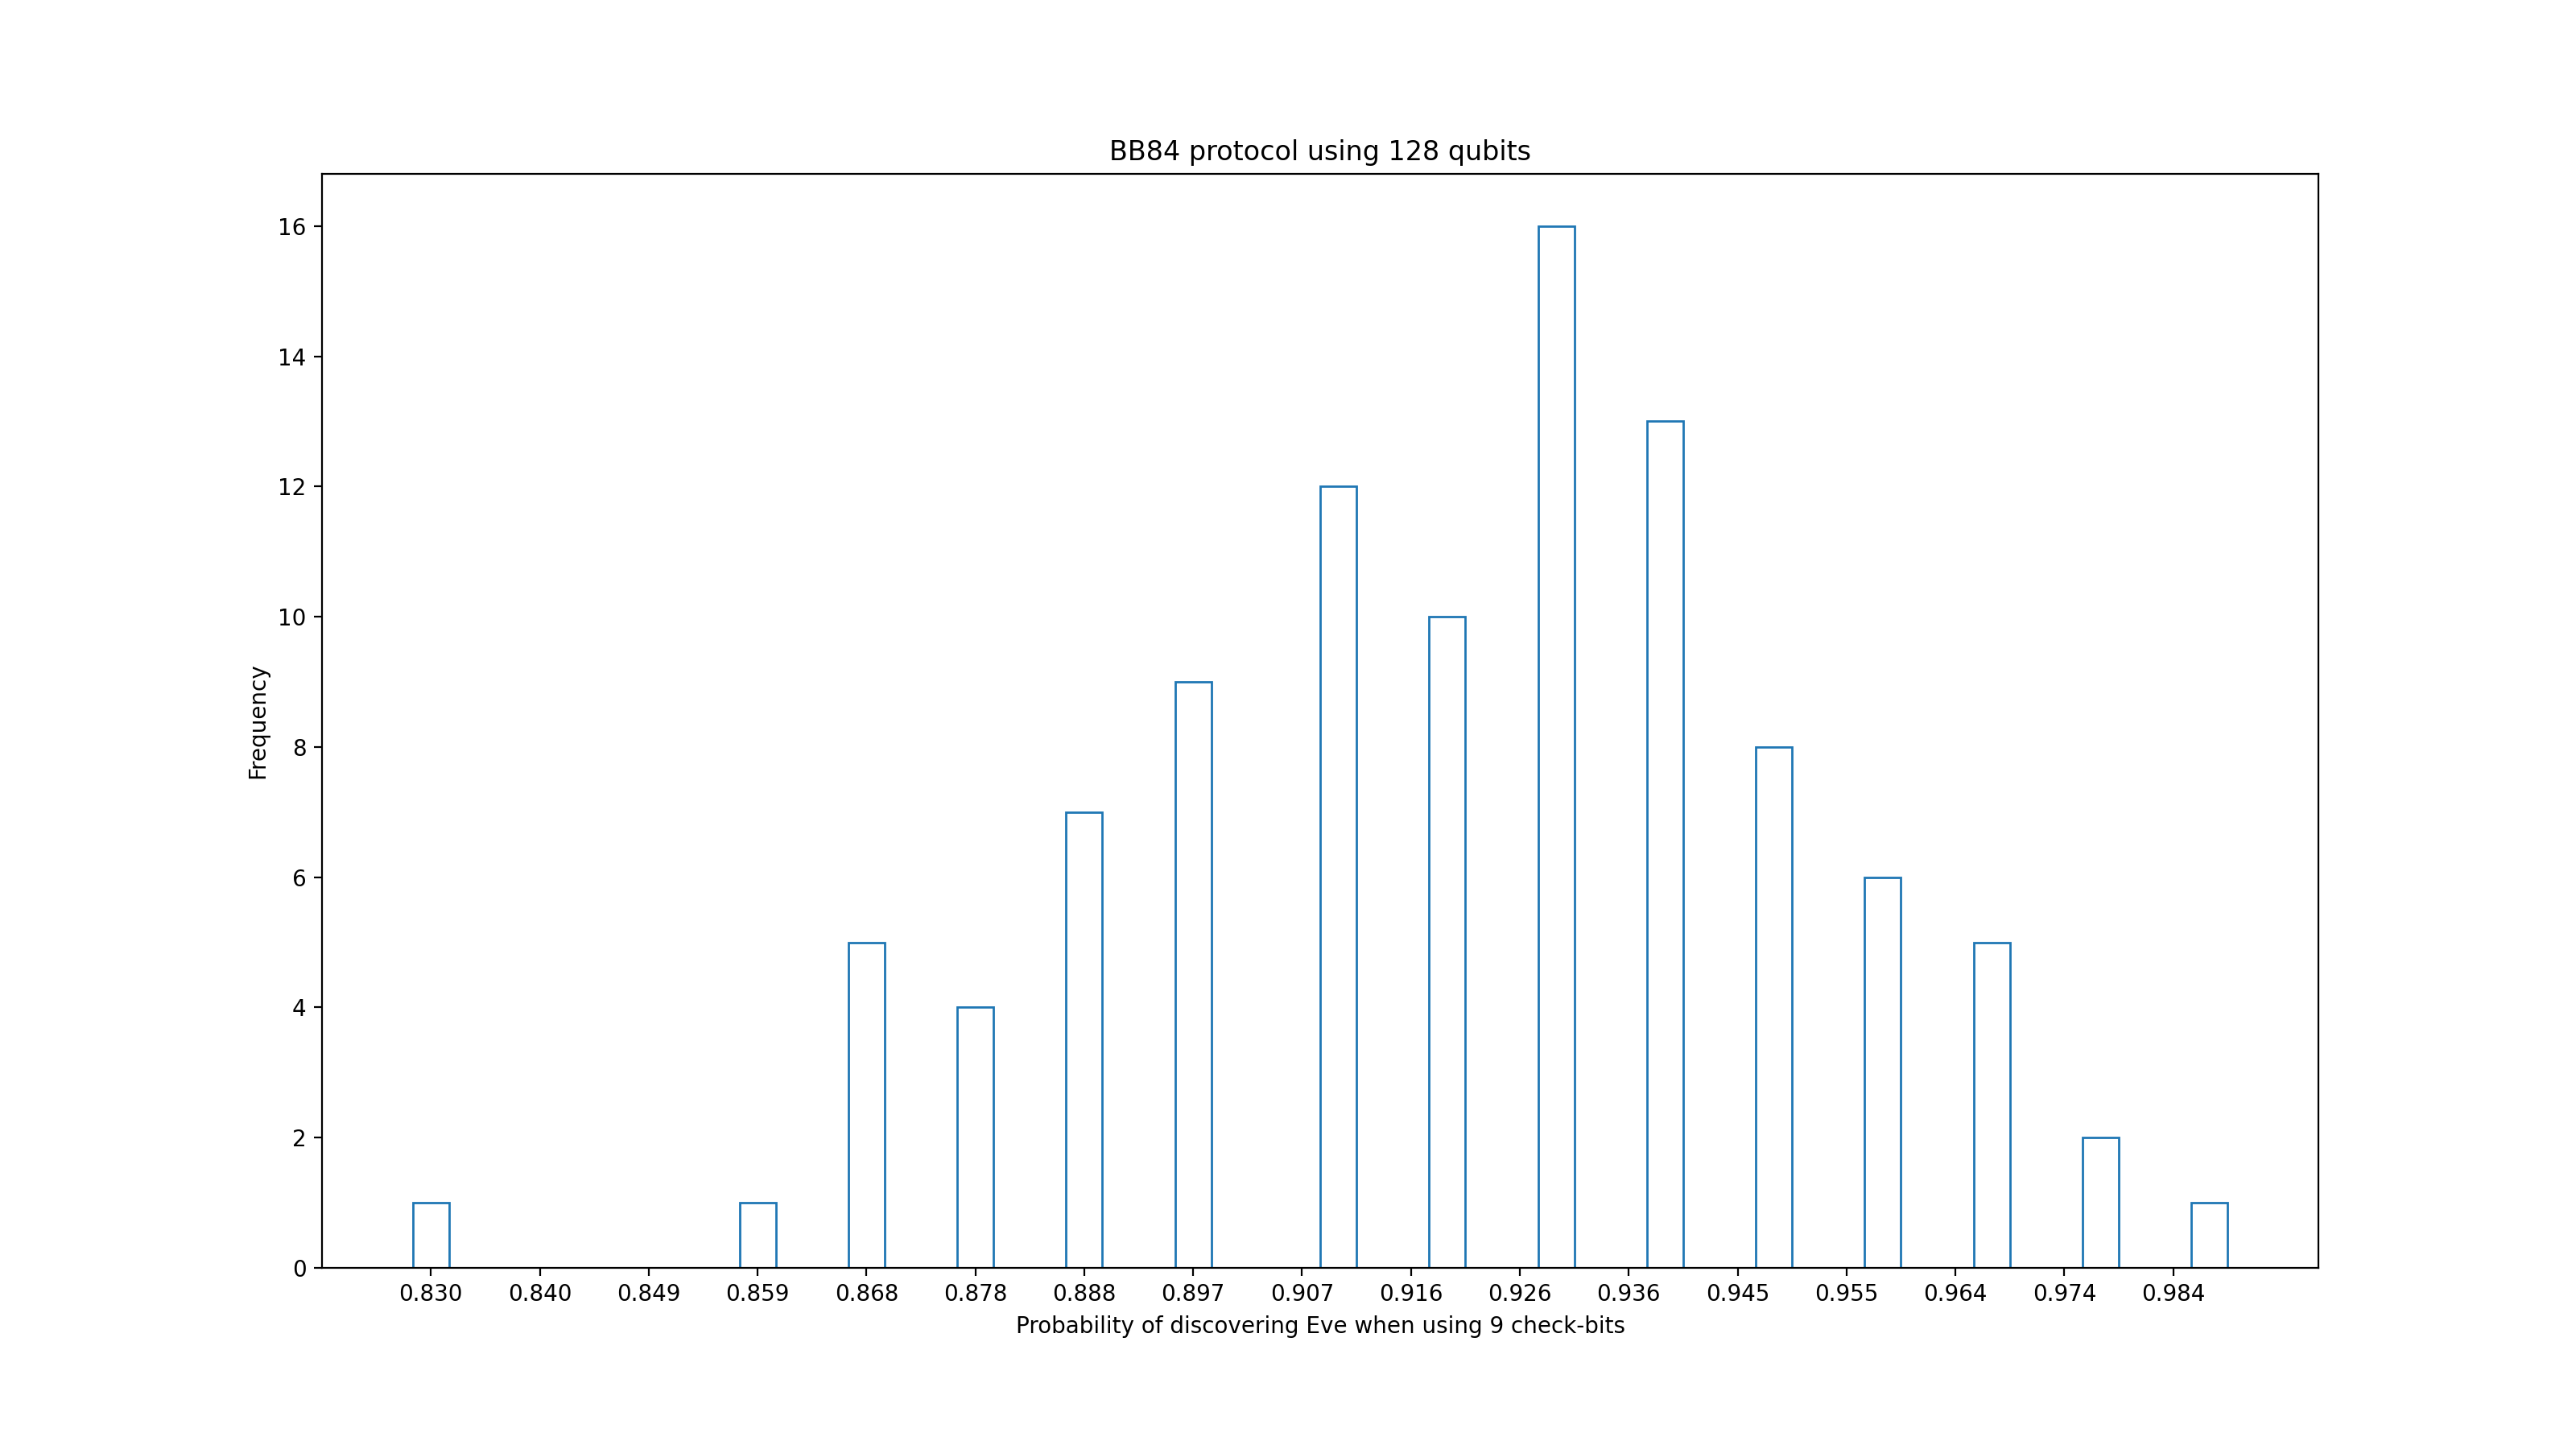 BB84 protocol using 128 qubits
16
14
12
10
8
6
4
2
0
Frequency
0.830 0.840 0.849 0.859 0.868 0.878 0.888 0.897 0.907 0.916 0.926 0.936 0.945 0.955 0.964 0.974 0.984
Probability of discovering Eve when using 9 check-bits